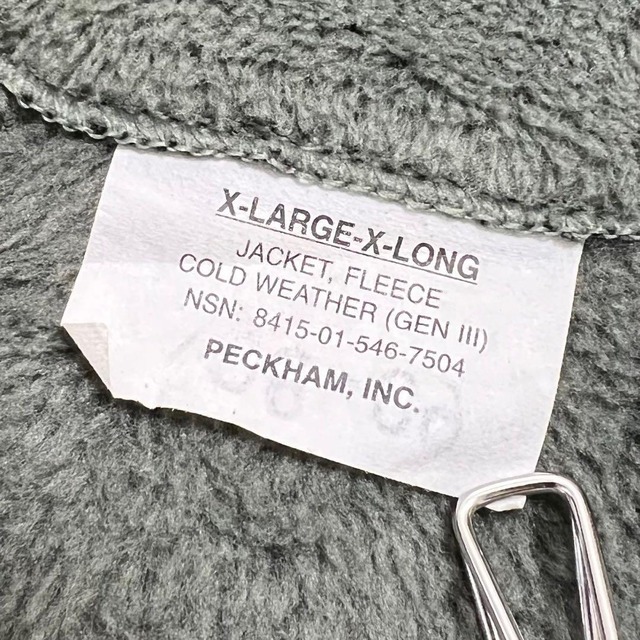 X-LARGE-X-LONG
JACKET, FLEECE
COLD WEATHER (GEN III)
NSN: 8415-01-546-7504
PECKHAM, INC.